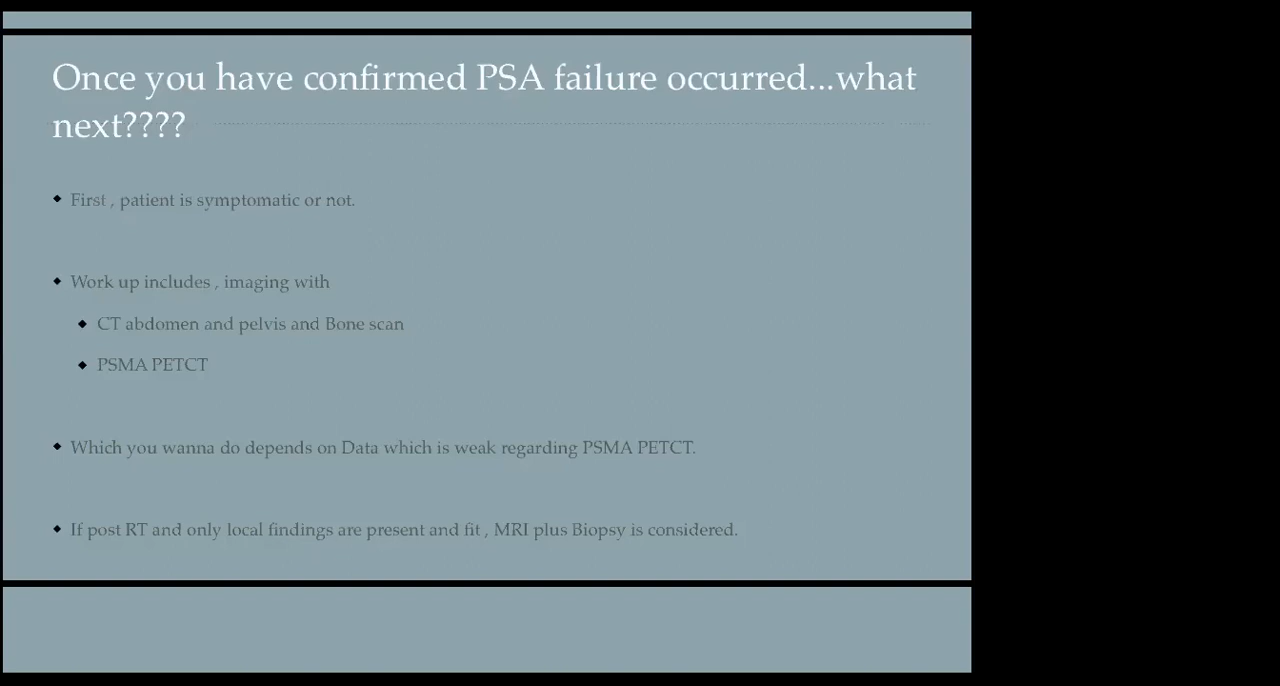 Once you have confirmed PSA failure occurred...what
next????
First , patient is symptomatic or not.
Work up includes , imaging with
CT abdomen and pelvis and Bone scan
PSMA PETCT
Which you wanna do depends on Data which is weak regarding PSMA PETCT.
If post RT and only local findings are present and fit , MRI plus Biopsy is considered.